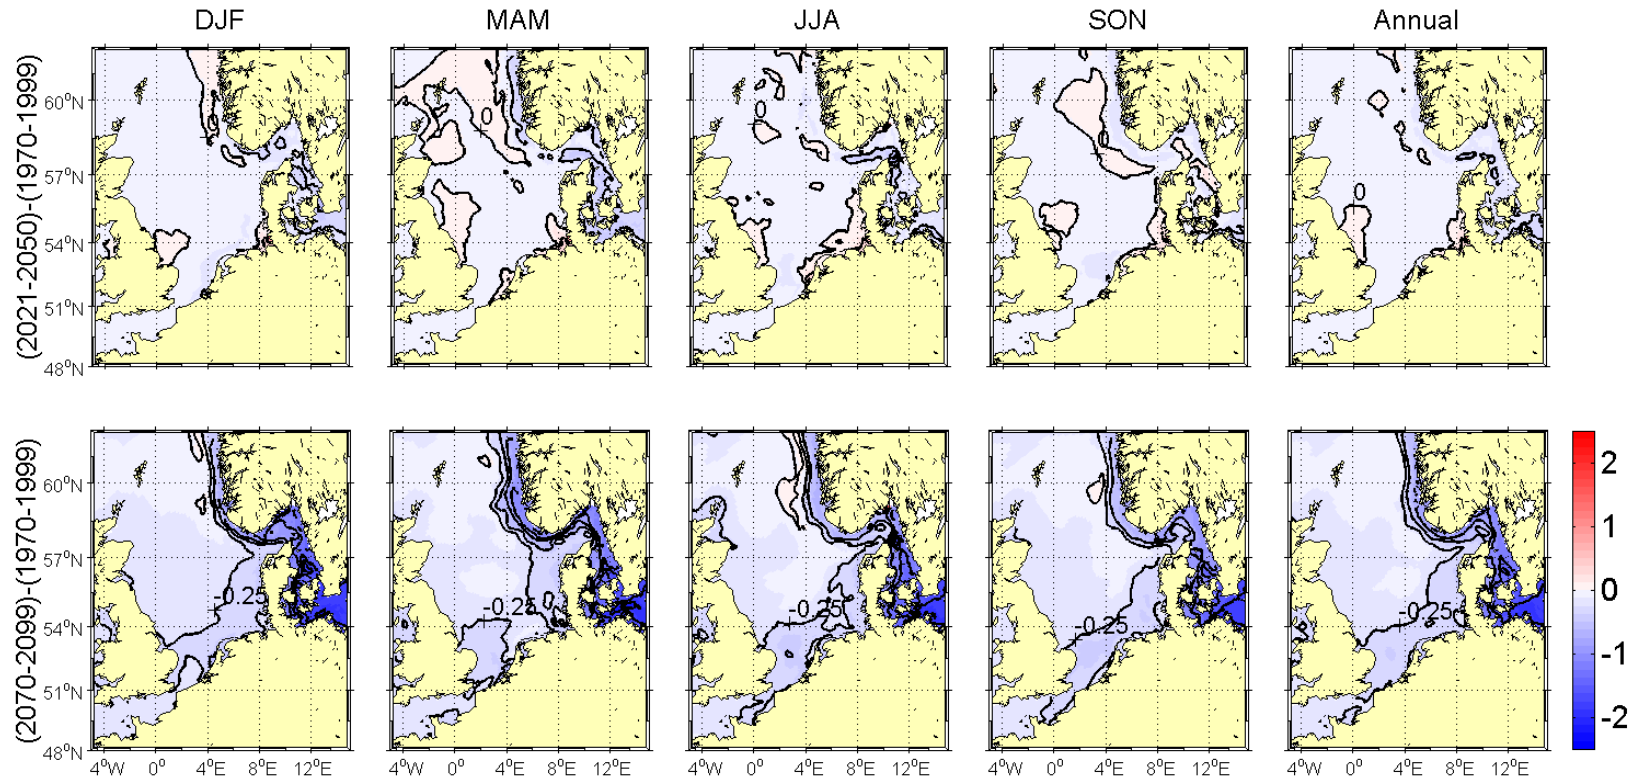 DJF MAM JJA SON Annual
(2021-2050)-(1970-1999)
60°N
57°N
54°N
51°N
48°N
0 0 0 0
(2070-2099)-(1970-1999)
60°N
57°N
54°N
51°N
48°N
-0.25 -0.25 -0.25 -0.25 -0.25
4°W 0° 4°E 8°E 12°E 4°W 0° 4°E 8°E 12°E 4°W 0° 4°E 8°E 12°E 4°W 0° 4°E 8°E 12°E 4°W 0° 4°E 8°E 12°E
2
1
0
-1
-2